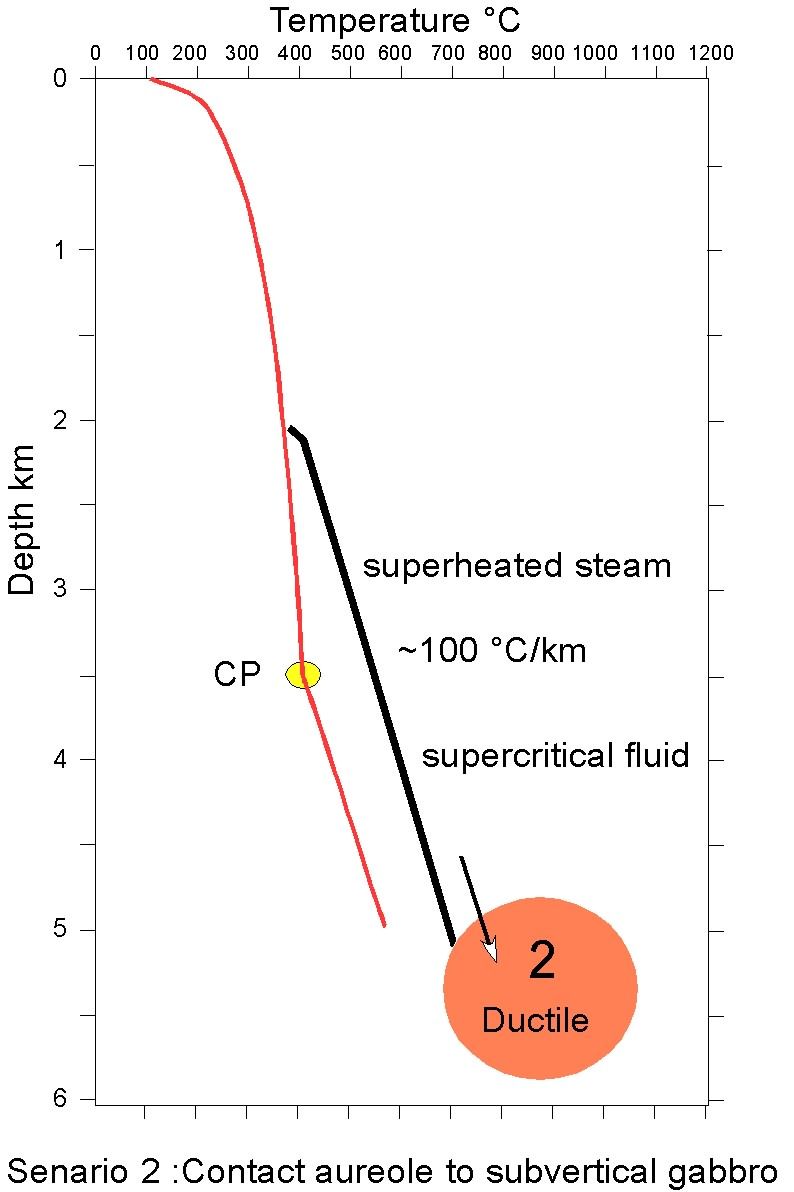 Temperature °C
0 100 200 300 400 500 600 700 800 900 1000 1100 1200
0
1
2
3
4
5
6
Depth km
superheated steam
~100 °C/km
CP
supercritical fluid
2
Ductile
Senario 2 :Contact aureole to subvertical gabbro